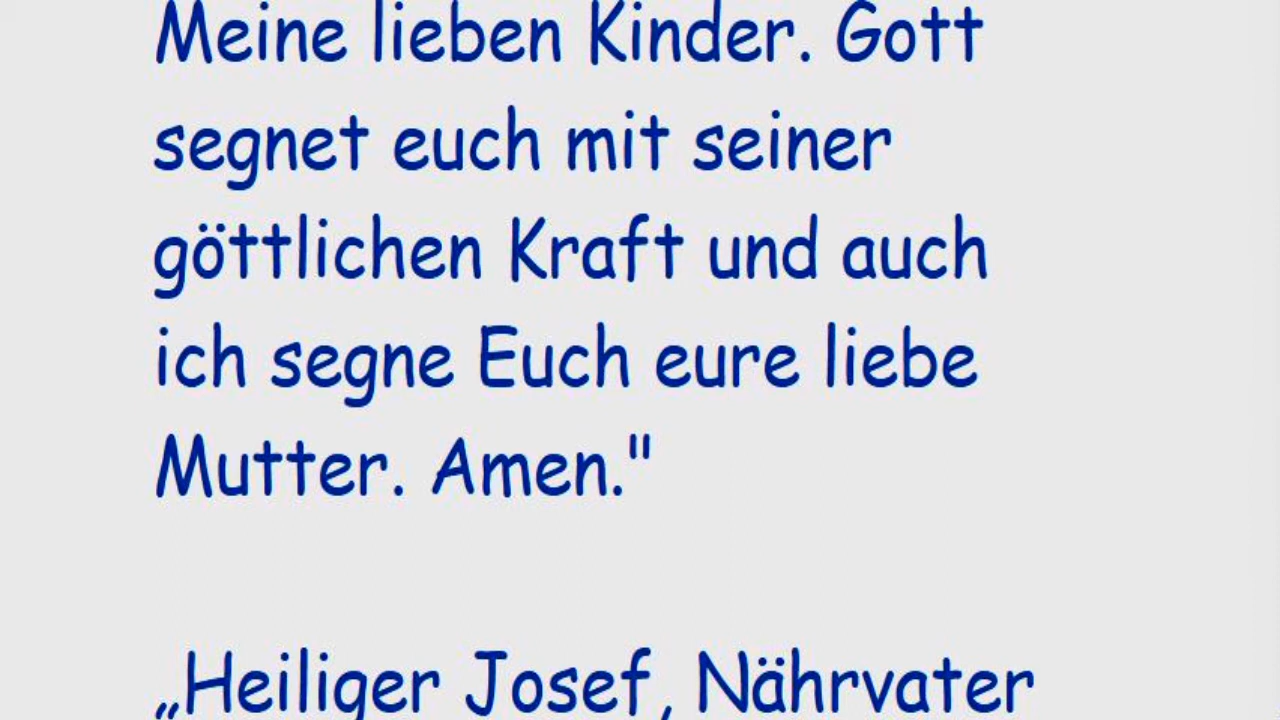 Meine lieben Kinder. Gott
segnet euch mit seiner
göttlichen Kraft und auch
ich segne Euch eure liebe
Mutter. Amen."
„Heiliger Josef, Nährvater